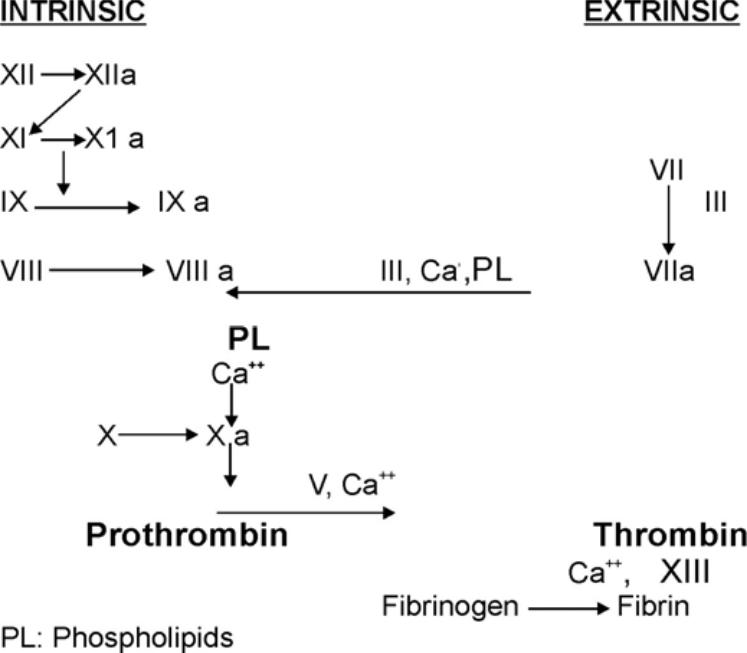 INTRINSIC EXTRINSIC
XII XIIa
XI X1 a
VII
IX IX a III
VIII VIII a III, Ca,PL VIIa
PL
Ca++
X X a
V, Ca++
Prothrombin Thrombin
Ca++, XIII
Fibrinogen Fibrin
PL: Phospholipids